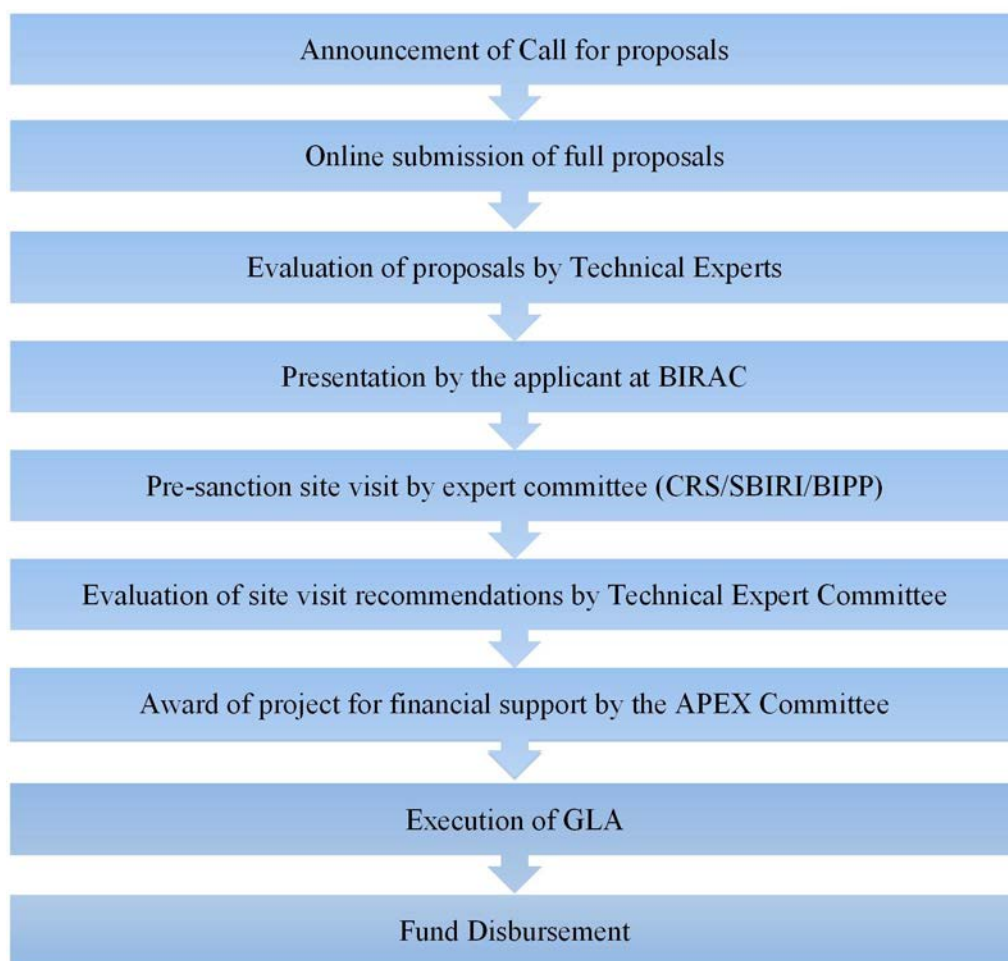 Announcement of Call for proposals
Online submission of full proposals
Evaluation of proposals by Technical Experts
Presentation by the applicant at BIRAC
Pre-sanction site visit by expert committee (CRS/SBIRI/BIPP)
Evaluation of site visit recommendations by Technical Expert Committee
Award of project for financial support by the APEX Committee
Execution of GLA
Fund Disbursement